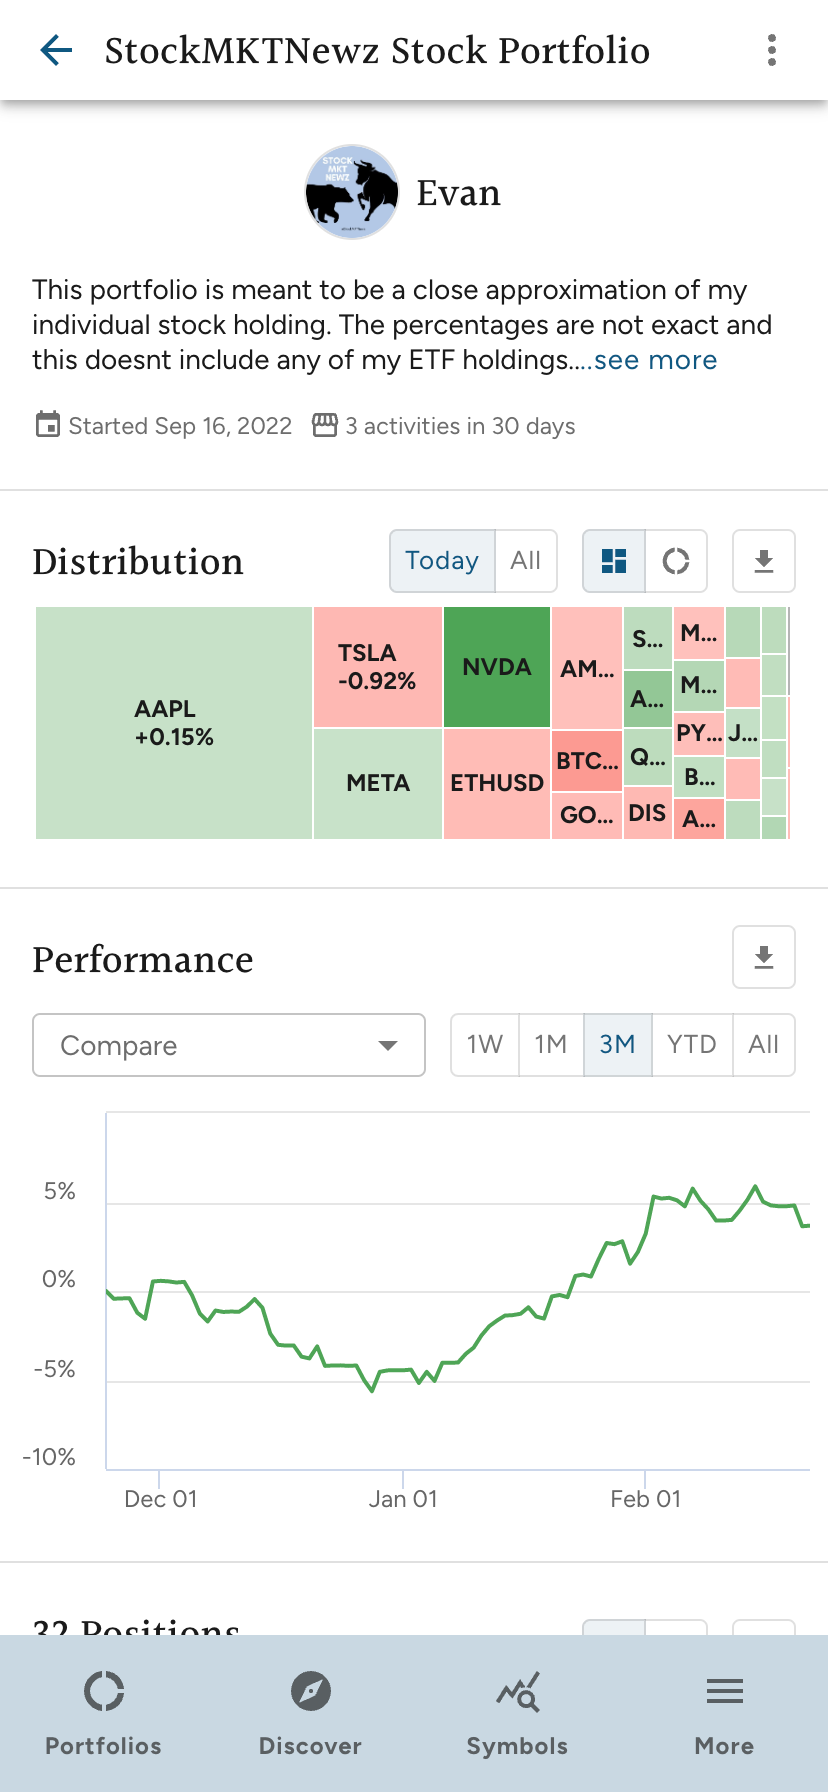 StockMKTNewz Stock Portfolio
STOCK
MKT
NEWZ
Evan
This portfolio is meant to be a close approximation of my
individual stock holding. The percentages are not exact and
this doesnt include any of my ETF holdings....see more
Started Sep 16, 2022 3 activities in 30 days
Distribution
Today All
AAPL
+0.15%
TSLA
-0.92%
META
NVDA
ETHUSD
AM...
BTC...
GO...
S...
A...
Q...
DIS
M...
M...
PY...
B...
A...
J...
Performance
Compare 1W 1M 3M YTD All
5%
0%
-5%
-10%
Dec 01 Jan 01 Feb 01
32 Positions
Portfolios Discover Symbols More